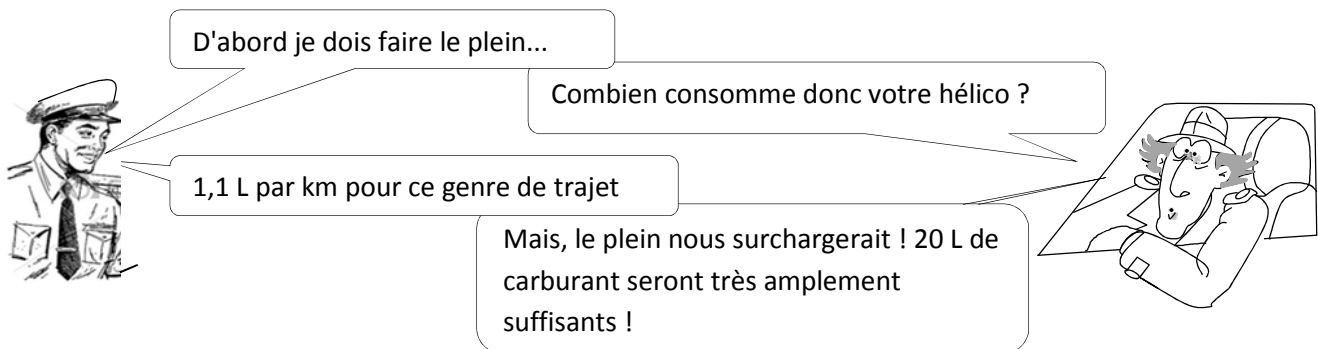 D'abord je dois faire le plein...
Combien consomme donc votre hélico ?
1,1 L par km pour ce genre de trajet
Mais, le plein nous surchargerait ! 20 L de
carburant seront très amplement
suffisants !